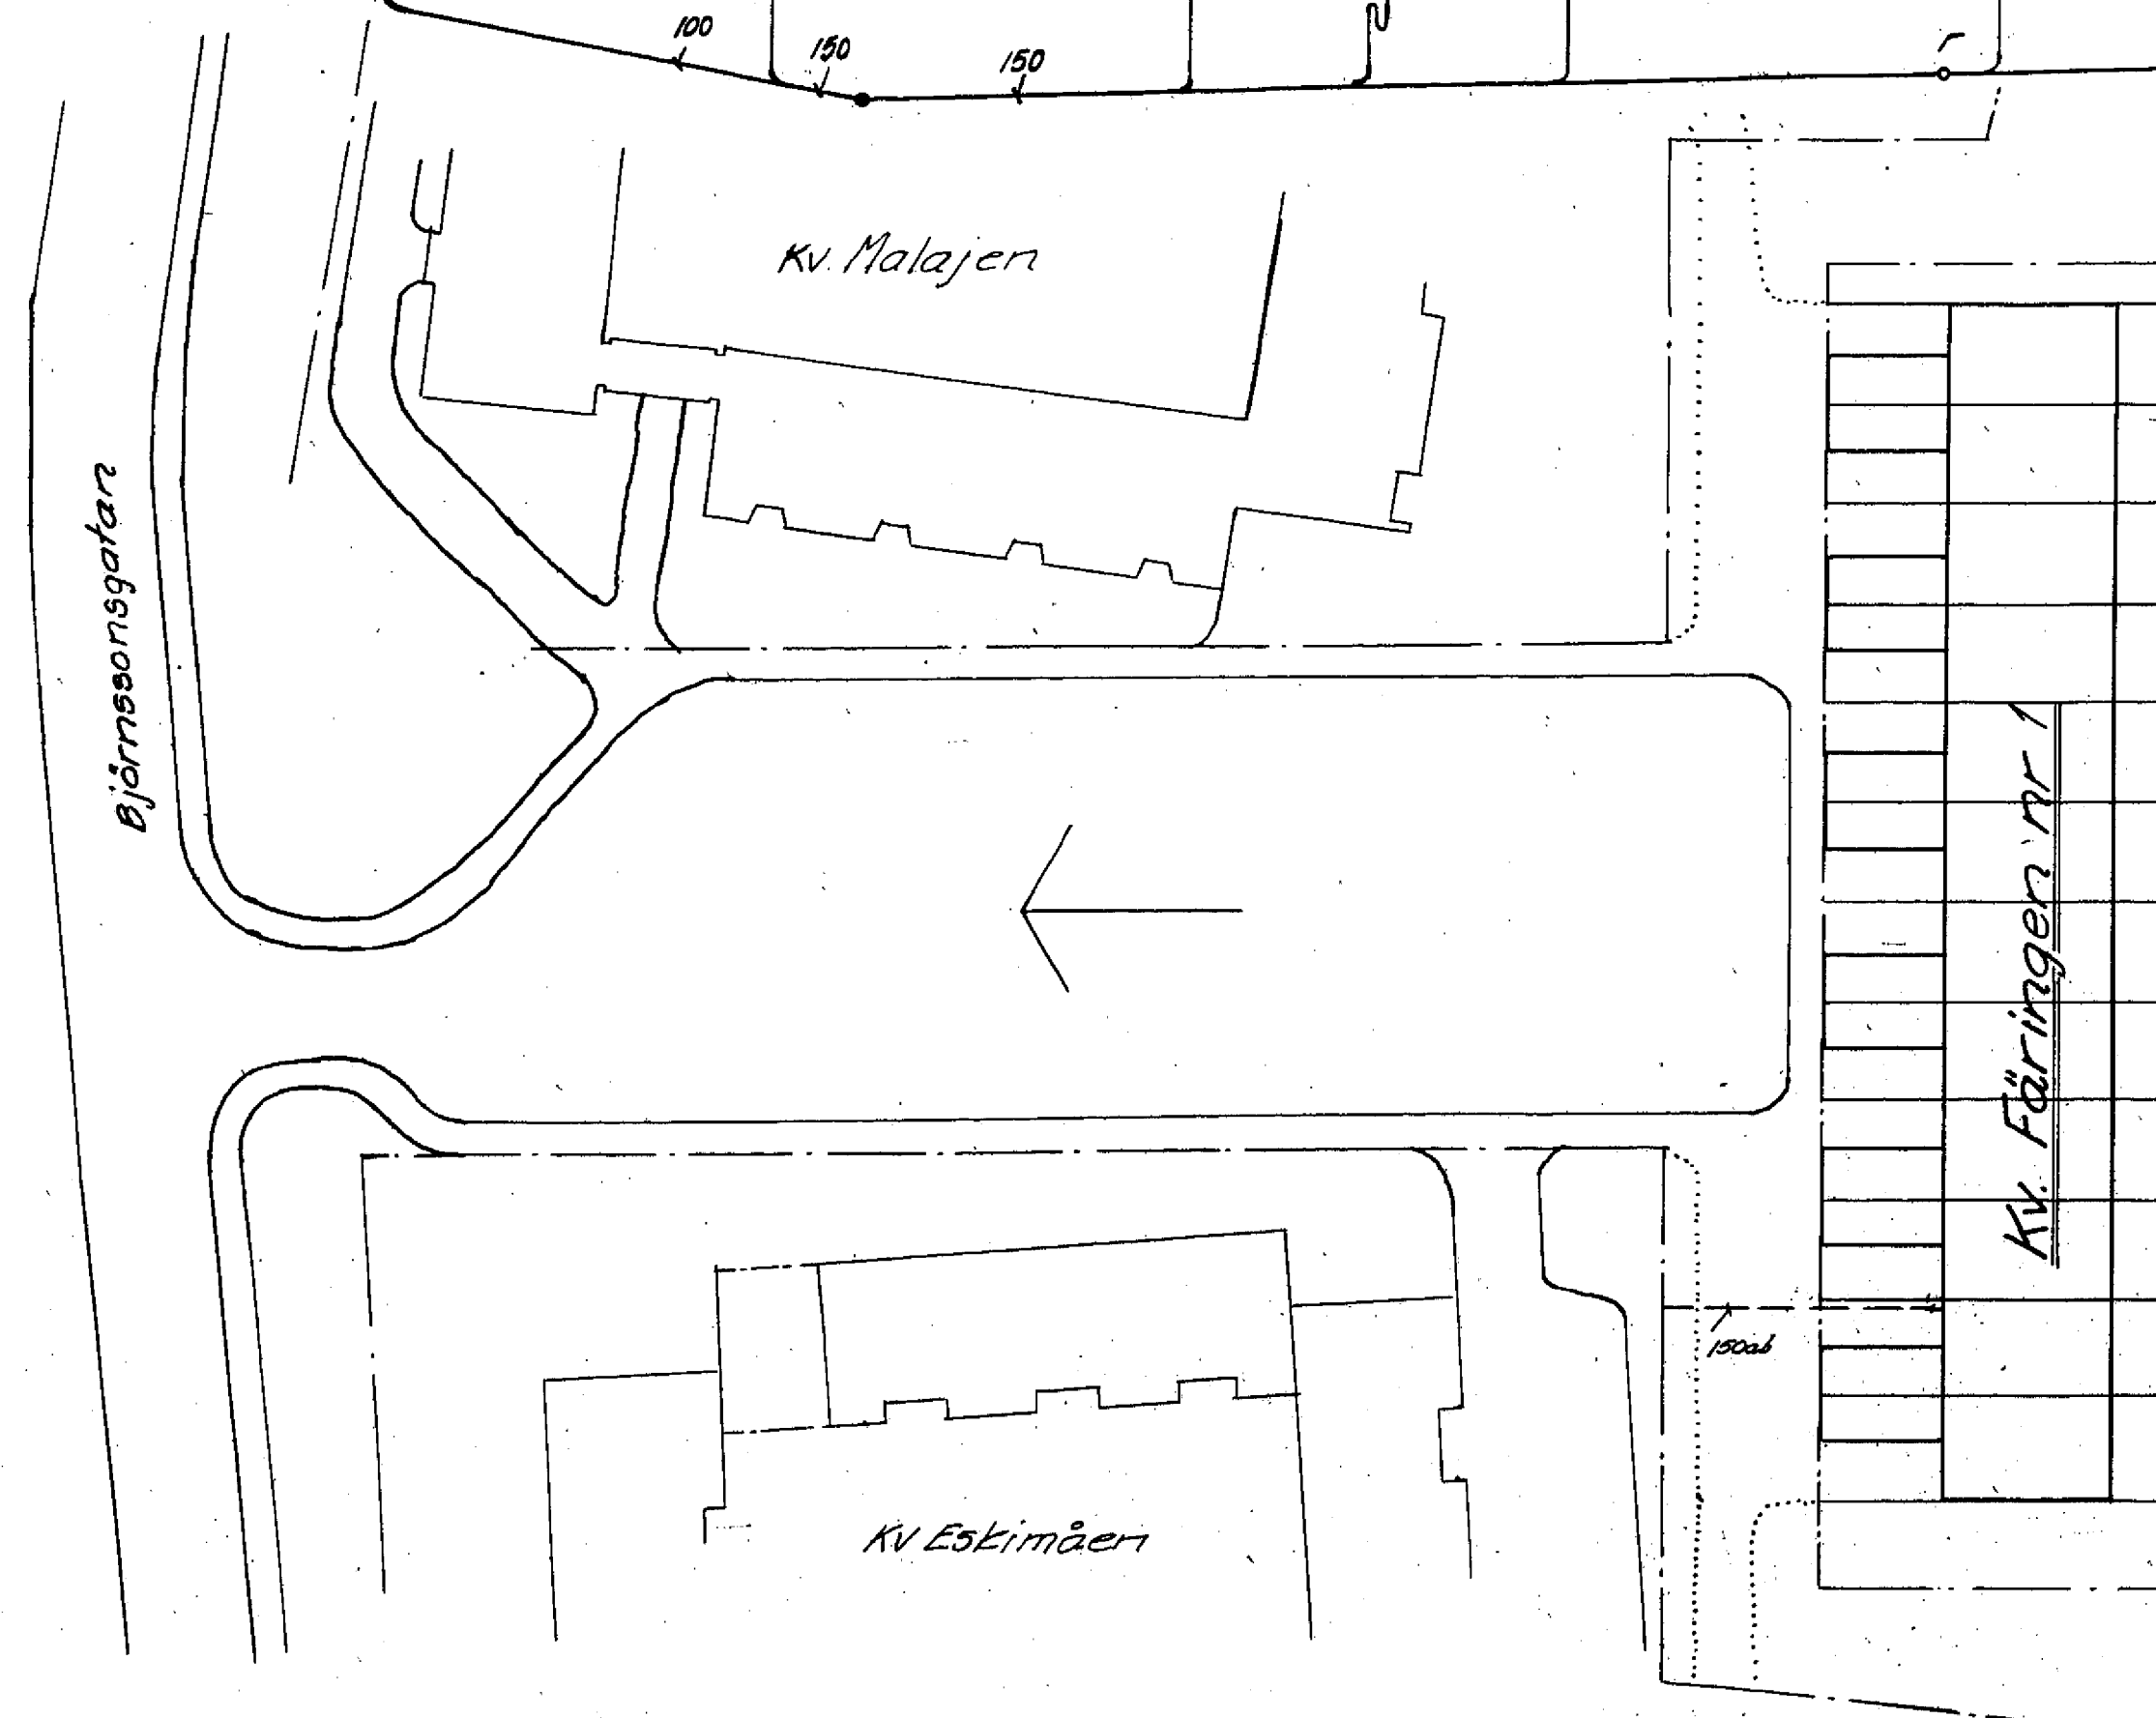 100
150
150
r
Kv. Malajen
Björnssonsgatan
Kv. Färingen nr 1
150ab
Kv Eskimåen